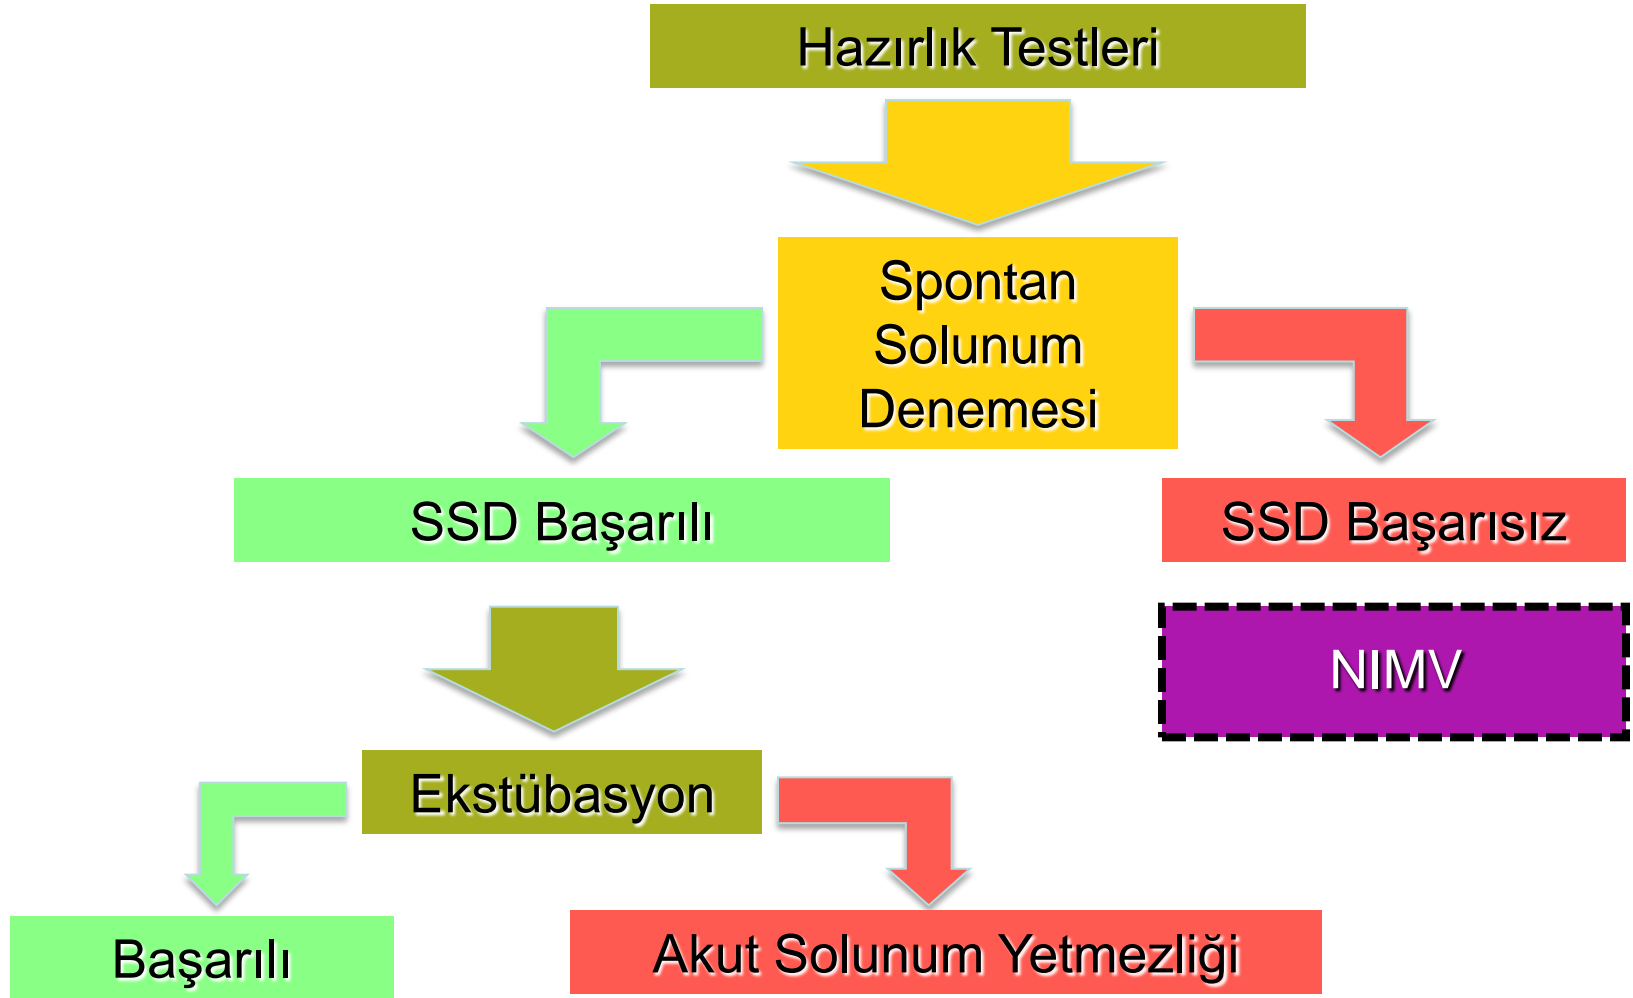 Hazırlık Testleri
Spontan
Solunum
Denemesi
SSD Başarılı
SSD Başarısız
NIMV
Ekstübasyon
Başarılı
Akut Solunum Yetmezliği